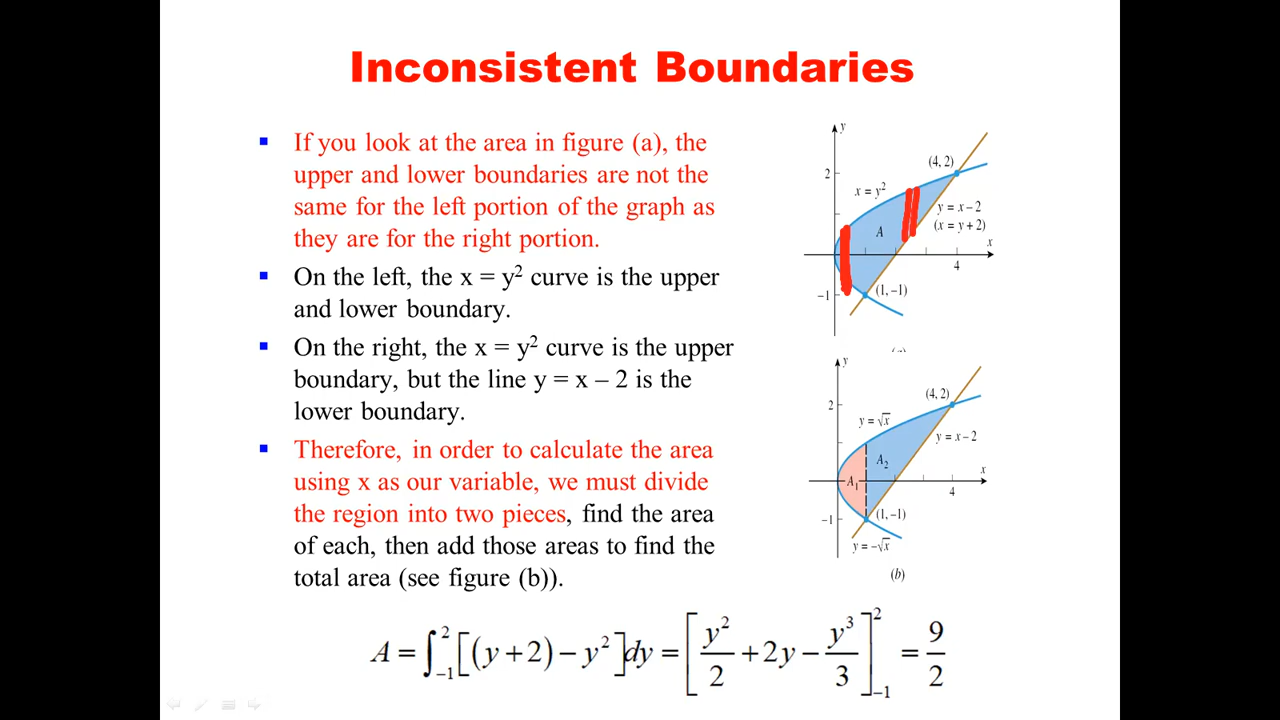 Inconsistent Boundaries
▪ If you look at the area in figure (a), the
upper and lower boundaries are not the
same for the left portion of the graph as
they are for the right portion.
▪ On the left, the x = y² curve is the upper
and lower boundary.
▪ On the right, the x = y² curve is the upper
boundary, but the line y = x – 2 is the
lower boundary.
▪ Therefore, in order to calculate the area
using x as our variable, we must divide
the region into two pieces, find the area
of each, then add those areas to find the
total area (see figure (b)).
y
(4, 2)
2
x = y²
y = x – 2
A
(x = y + 2)
x
4
–1
(1, –1)
y
(4, 2)
2
y = √x
y = x – 2
A₂
x
A₁
4
(1, –1)
–1
y = –√x
(b)
A = ∫₋₁² [(y + 2) – y²] dy = [y²/2 + 2y – y³/3]₋₁² = 9/2